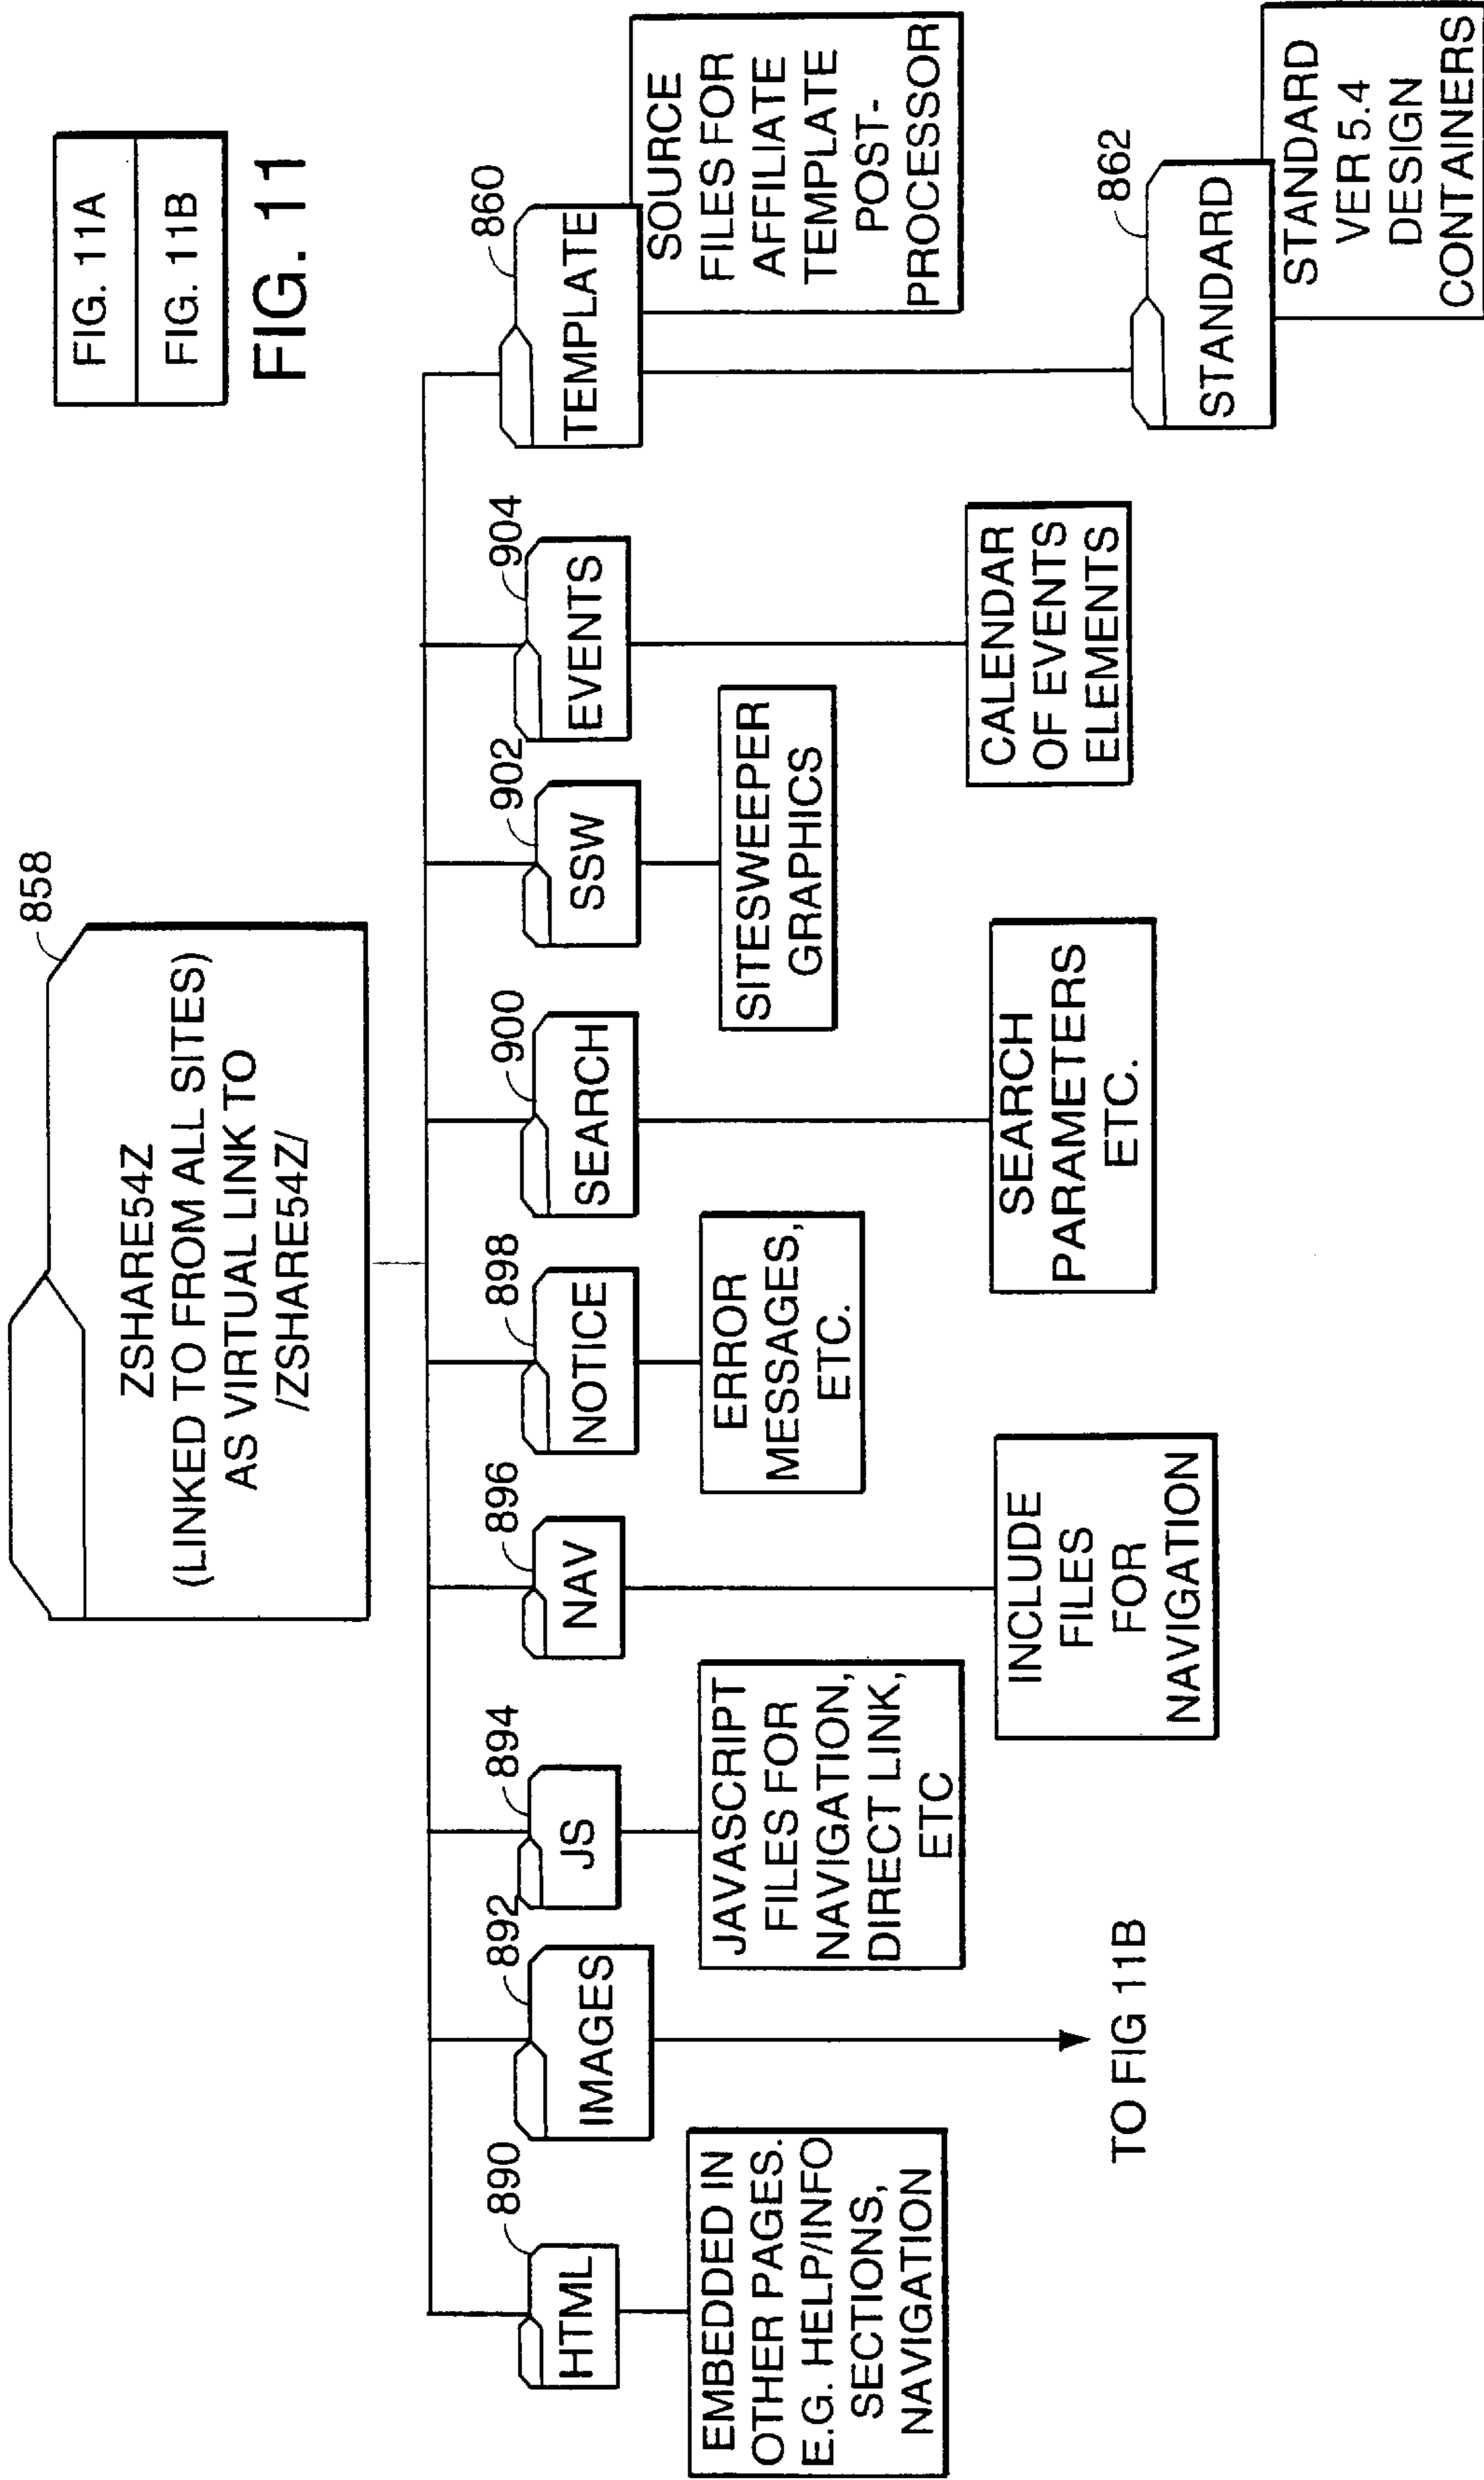 858
ZSHARE54Z
(LINKED TO FROM ALL SITES)
AS VIRTUAL LINK TO
/ZSHARE54Z/
FIG. 11A
FIG. 11B
FIG. 11
890
HTML
EMBEDDED IN
OTHER PAGES.
E.G. HELP/INFO
SECTIONS,
NAVIGATION
892
IMAGES
TO FIG 11B
894
JS
JAVASCRIPT
FILES FOR
NAVIGATION,
DIRECT LINK,
ETC
896
NAV
INCLUDE
FILES
FOR
NAVIGATION
898
NOTICE
ERROR
MESSAGES,
ETC.
900
SEARCH
SEARCH
PARAMETERS
ETC.
902
SSW
SITESWEEPER
GRAPHICS
904
EVENTS
CALENDAR
OF EVENTS
ELEMENTS
860
TEMPLATE
SOURCE
FILES FOR
AFFILIATE
TEMPLATE
POST-
PROCESSOR
862
STANDARD
STANDARD
VER 5.4
DESIGN
CONTAINERS